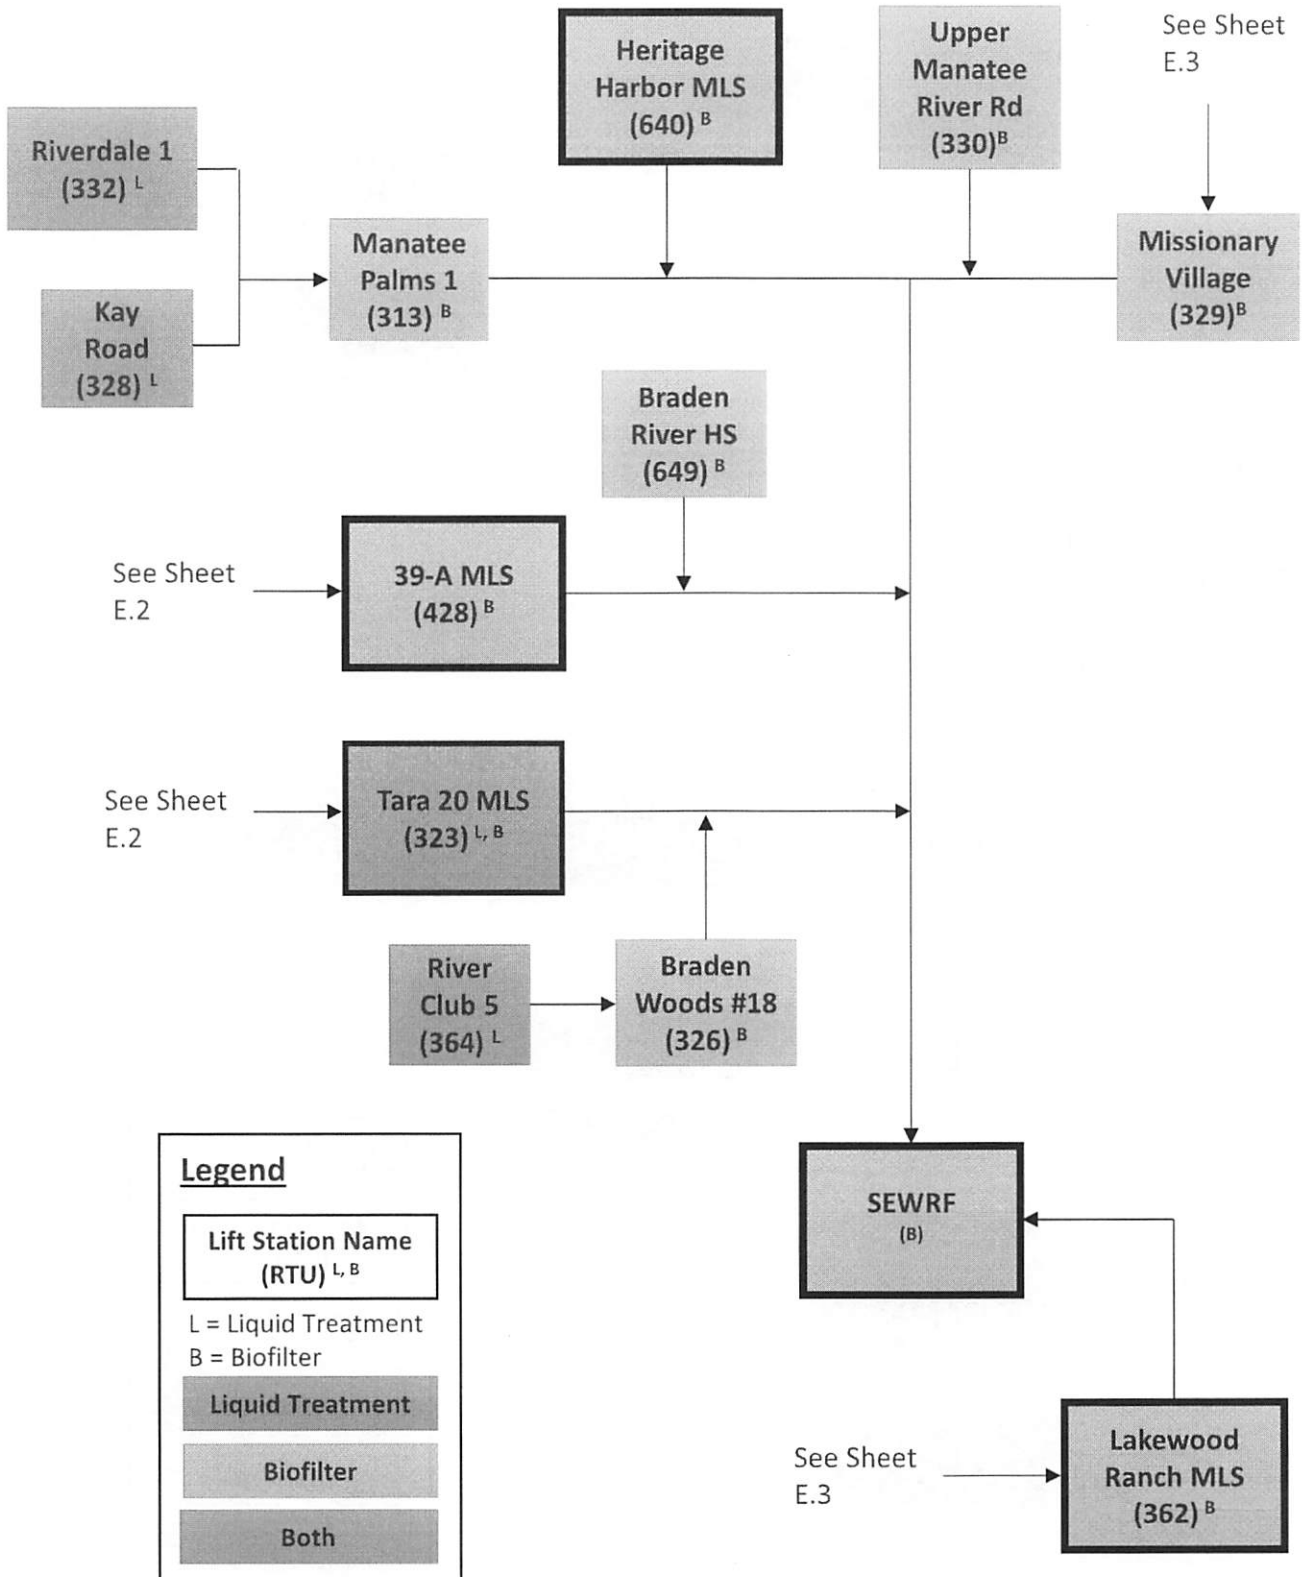 Heritage
Harbor MLS
(640) B
Upper
Manatee
River Rd
(330)B
See Sheet
E.3
Riverdale 1
(332) L
Manatee
Palms 1
(313) B
Missionary
Village
(329)B
Kay
Road
(328) L
Braden
River HS
(649) B
See Sheet
E.2
39-A MLS
(428) B
See Sheet
E.2
Tara 20 MLS
(323) L, B
River
Club 5
(364) L
Braden
Woods #18
(326) B
Legend
Lift Station Name
(RTU) L, B
L = Liquid Treatment
B = Biofilter
Liquid Treatment
Biofilter
Both
SEWRF
(B)
See Sheet
E.3
Lakewood
Ranch MLS
(362) B